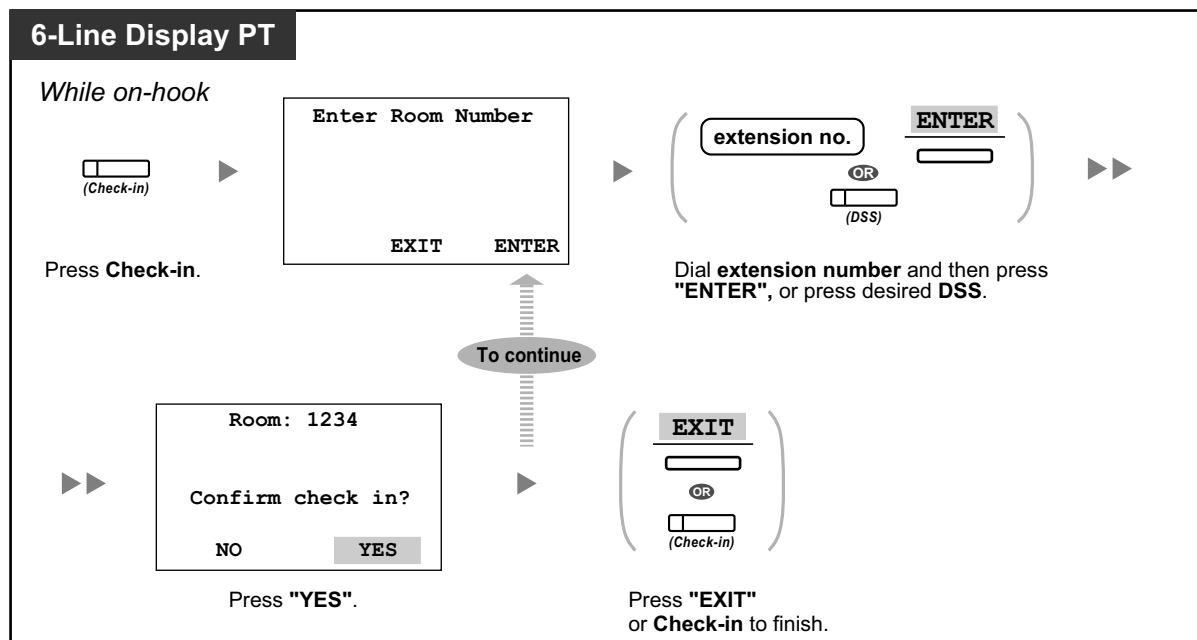 6-Line Display PT
While on-hook
(Check-in)
Press Check-in.
Enter Room Number
EXIT ENTER
extension no.
OR
(DSS)
ENTER
Dial extension number and then press
"ENTER", or press desired DSS.
To continue
Room: 1234
Confirm check in?
NO YES
Press "YES".
EXIT
OR
(Check-in)
Press "EXIT"
or Check-in to finish.